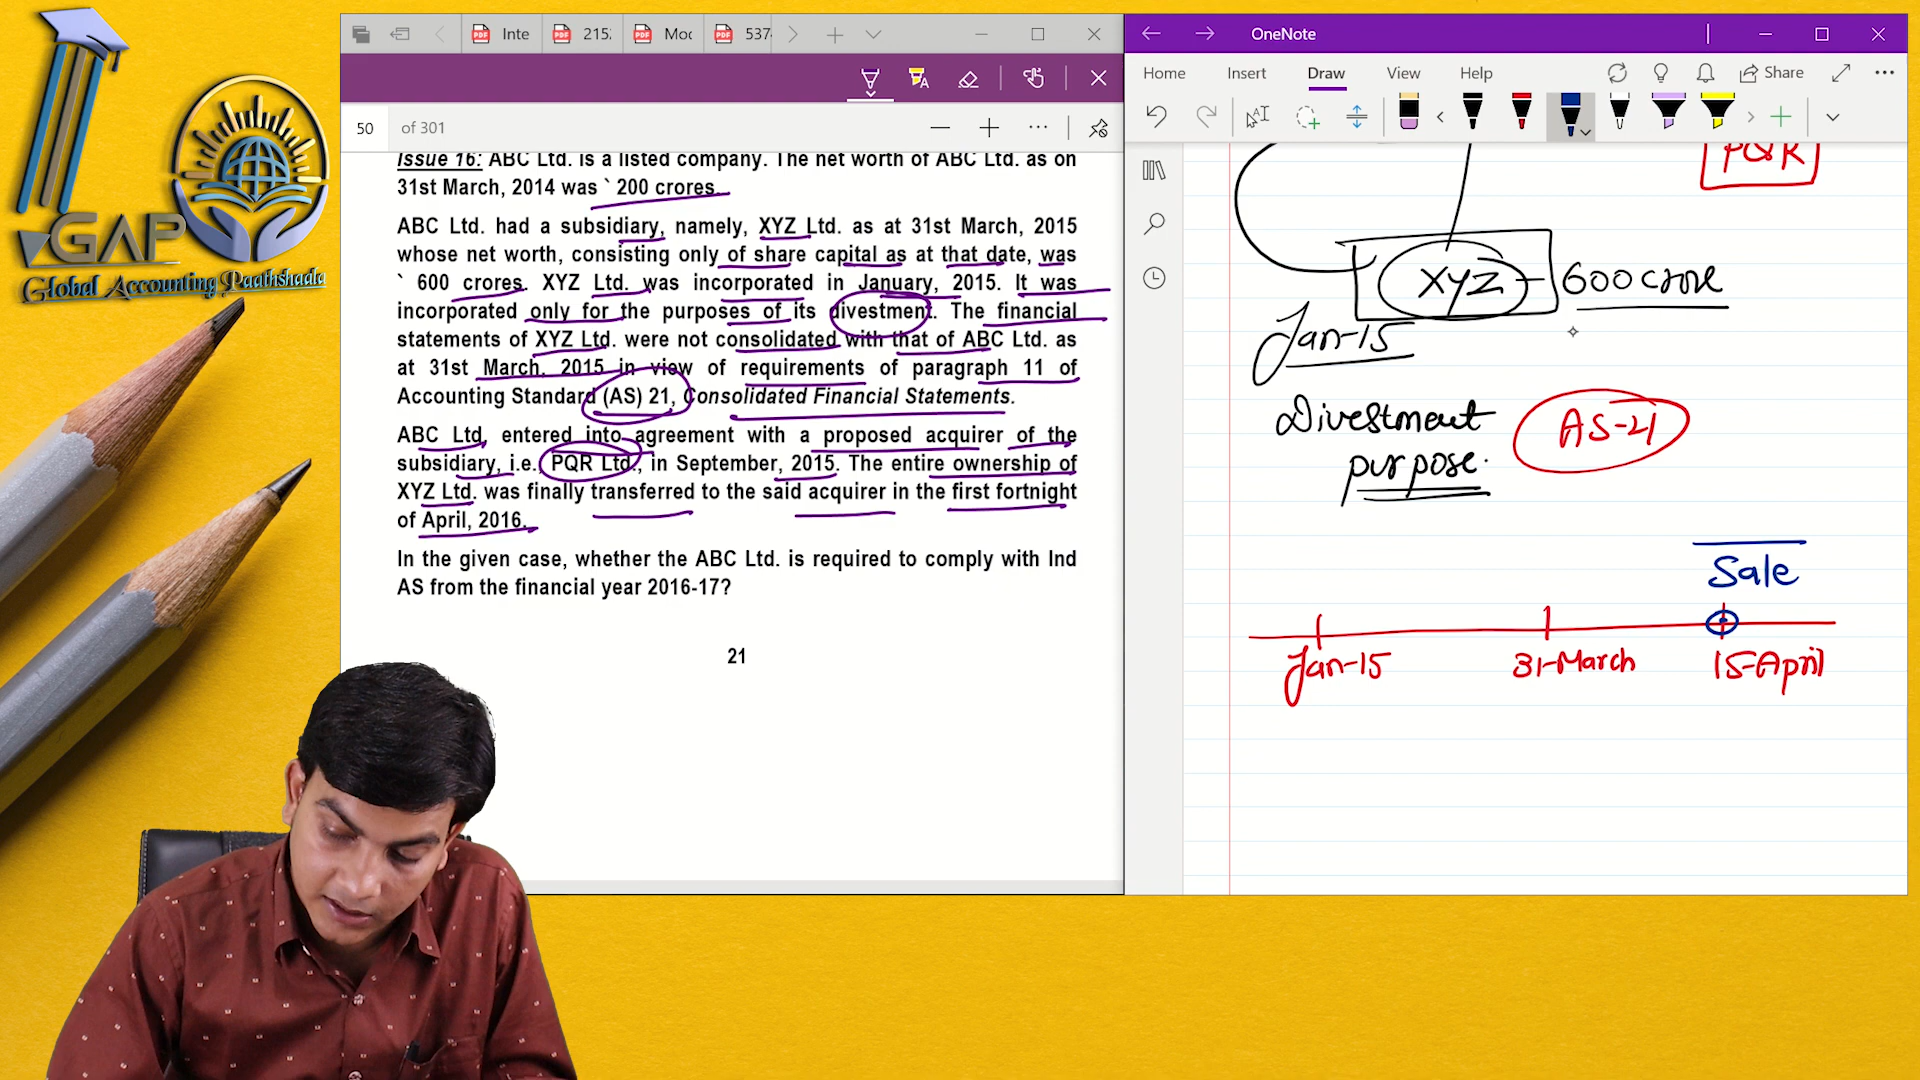 GAP
Global Accounting Paathshada
Inte
215
Moc
537
50 of 301
Issue 16: ABC Ltd. is a listed company. The net worth of ABC Ltd. as on
31st March, 2014 was ` 200 crores.
ABC Ltd. had a subsidiary, namely, XYZ Ltd. as at 31st March, 2015
whose net worth, consisting only of share capital as at that date, was
` 600 crores. XYZ Ltd. was incorporated in January, 2015. It was
incorporated only for the purposes of its divestment. The financial
statements of XYZ Ltd. were not consolidated with that of ABC Ltd. as
at 31st March, 2015 in view of requirements of paragraph 11 of
Accounting Standard (AS) 21, Consolidated Financial Statements.
ABC Ltd. entered into agreement with a proposed acquirer of the
subsidiary, i.e. PQR Ltd., in September, 2015. The entire ownership of
XYZ Ltd. was finally transferred to the said acquirer in the first fortnight
of April, 2016.
In the given case, whether the ABC Ltd. is required to comply with Ind
AS from the financial year 2016-17?
21
OneNote
Home Insert Draw View Help Share
PQR
XYZ - 600 crore
Jan-15
Divestment
purpose.
AS-21
Sale
Jan-15 31-March 15-April